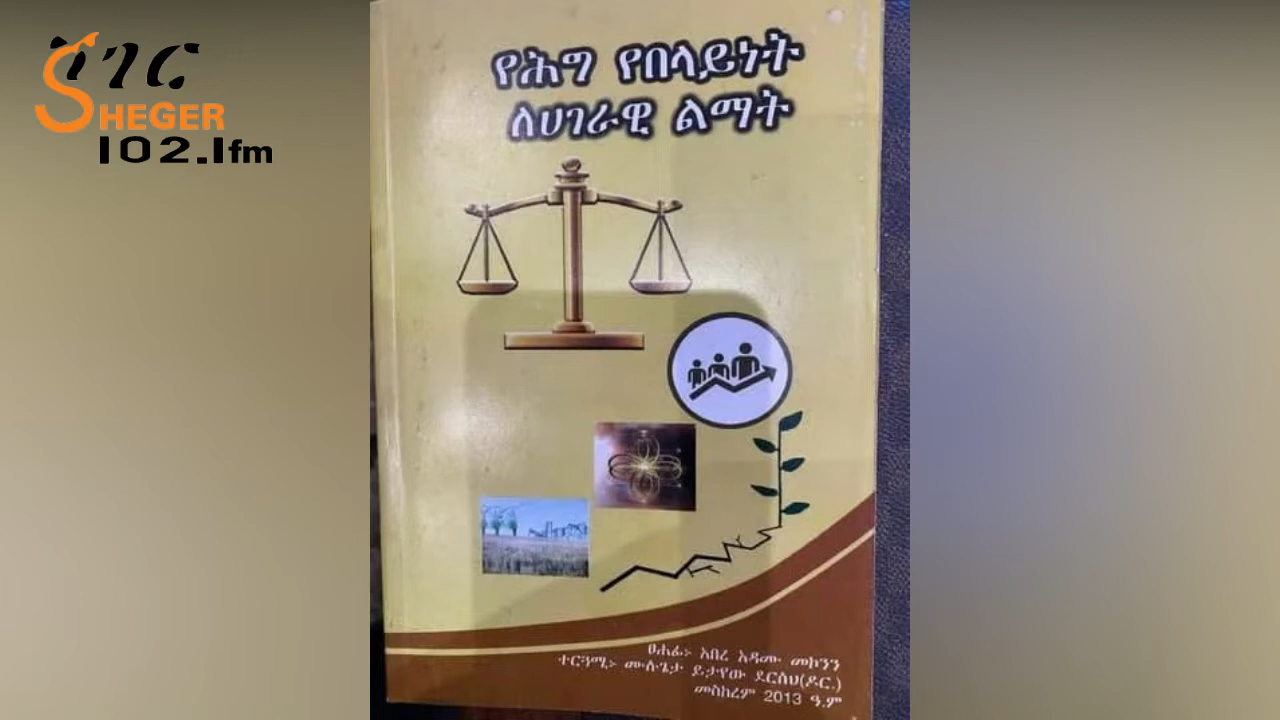 ሸገር
SHEGER
102.1fm
የሕግ የበላይነት
ለሀገራዊ ልማት
ፀሐፊ፦ አበረ አዳሙ መኮንን
ተርጓሚ፦ ሙሉጌታ ይታየው ደርሰህ(ዶር.)
መስከረም 2013 ዓ.ም